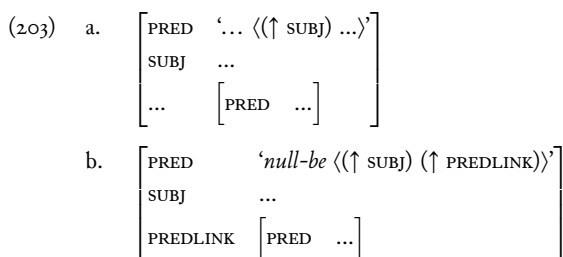 (203) a. [PRED ‘… ⟨(↑ SUBJ) …⟩’]
SUBJ …
… [PRED …]
b. [PRED ‘null-be ⟨(↑ SUBJ) (↑ PREDLINK)⟩’]
SUBJ …
PREDLINK [PRED …]